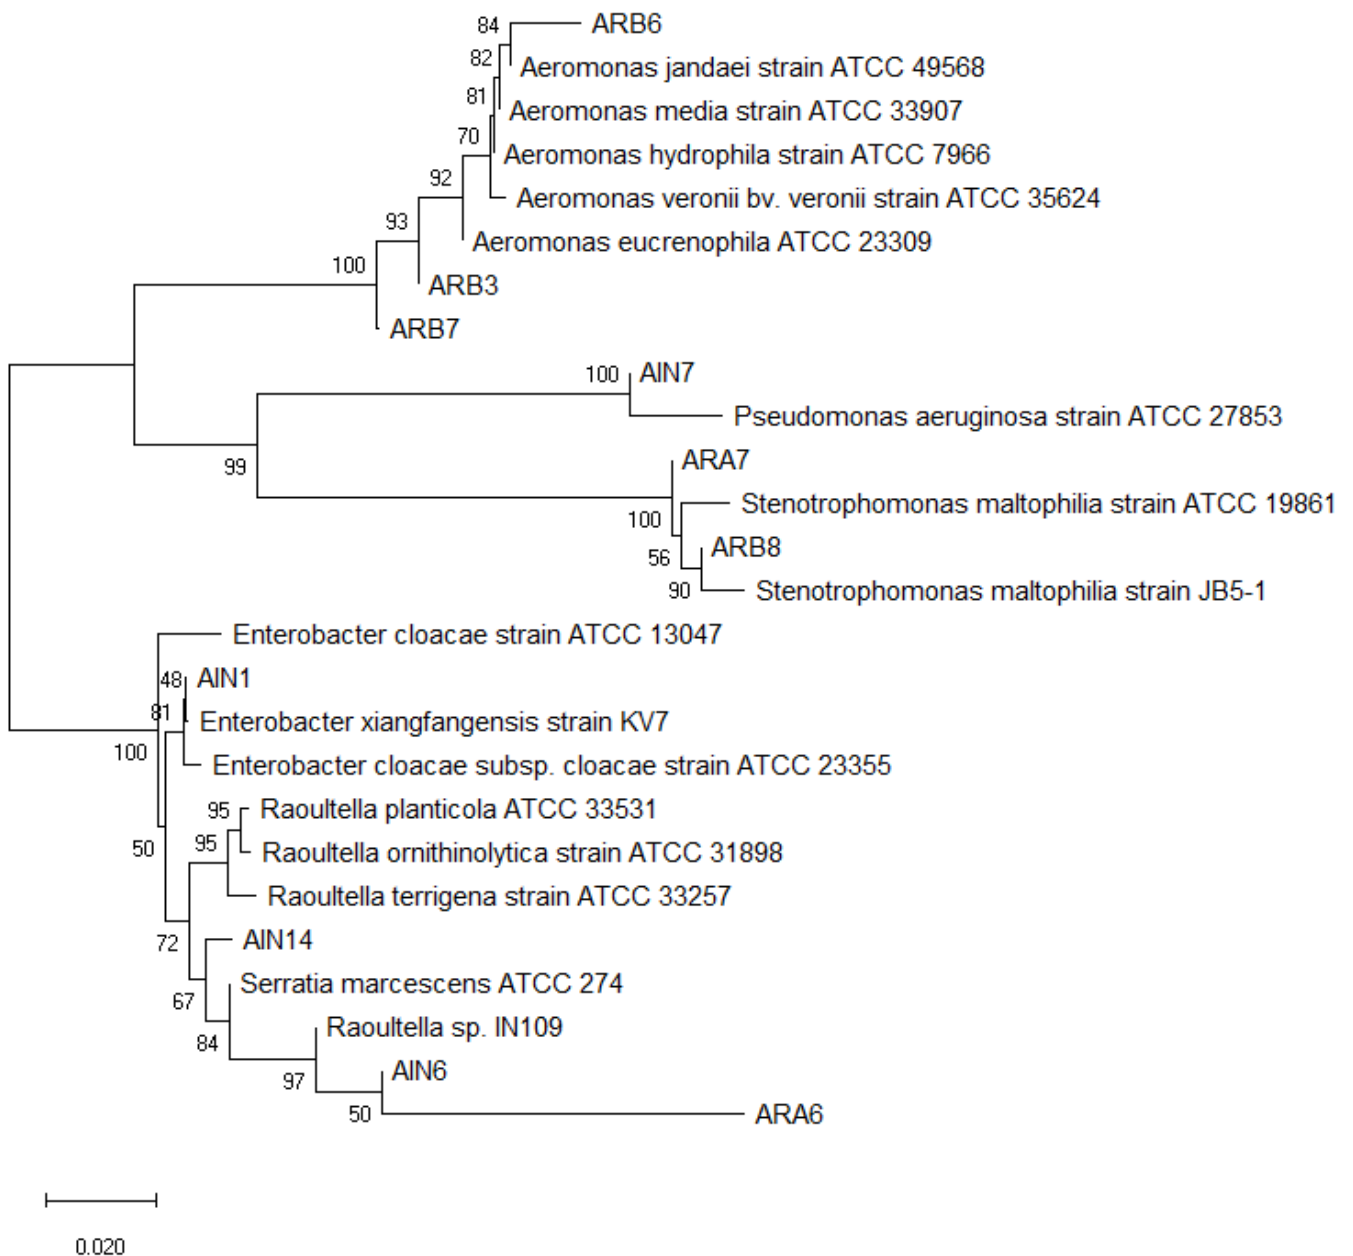 84
ARB6
82
Aeromonas jandaei strain ATCC 49568
81
Aeromonas media strain ATCC 33907
70
Aeromonas hydrophila strain ATCC 7966
92
Aeromonas veronii bv. veronii strain ATCC 35624
93
Aeromonas eucrenophila ATCC 23309
100
ARB3
ARB7
100
AIN7
Pseudomonas aeruginosa strain ATCC 27853
99
ARA7
Stenotrophomonas maltophilia strain ATCC 19861
100
ARB8
56
90
Stenotrophomonas maltophilia strain JB5-1
Enterobacter cloacae strain ATCC 13047
48
AIN1
81
Enterobacter xiangfangensis strain KV7
100
Enterobacter cloacae subsp. cloacae strain ATCC 23355
95
Raoultella planticola ATCC 33531
50
95
Raoultella ornithinolytica strain ATCC 31898
Raoultella terrigena strain ATCC 33257
72
AIN14
67
Serratia marcescens ATCC 274
84
Raoultella sp. IN109
97
AIN6
50
ARA6
0.020